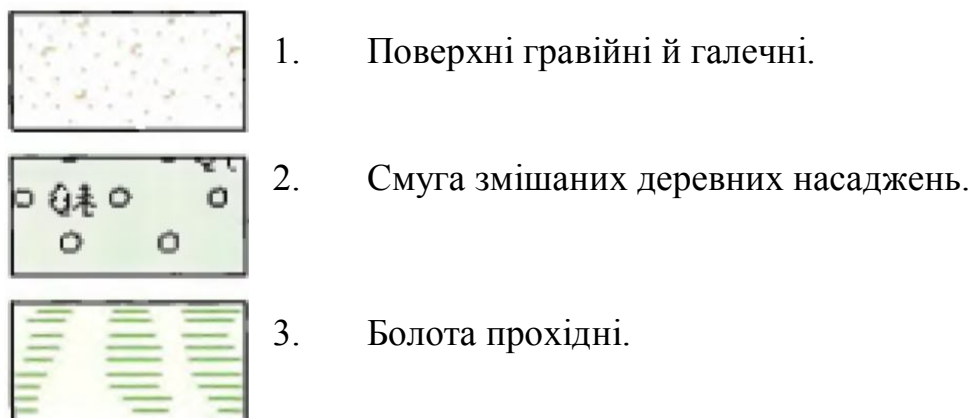 1. Поверхні гравійні й галечні.
2. Смуга змішаних деревних насаджень.
3. Болота прохідні.